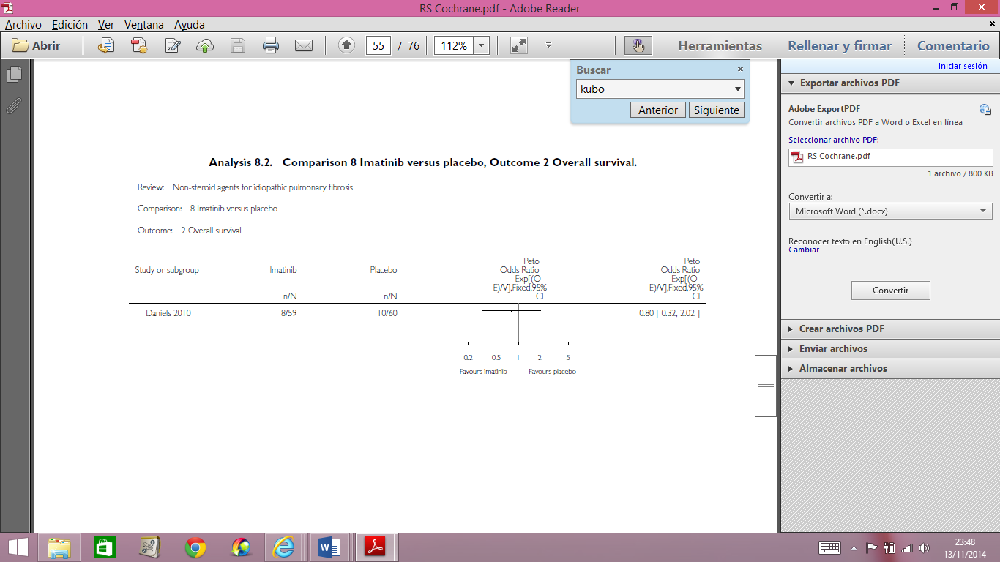 RS Cochrane.pdf - Adobe Reader
Archivo Edición Ver Ventana Ayuda
Abrir 55 / 76 112% Herramientas Rellenar y firmar Comentario
Buscar
kubo
Anterior Siguiente
Analysis 8.2. Comparison 8 Imatinib versus placebo, Outcome 2 Overall survival.
Review: Non-steroid agents for idiopathic pulmonary fibrosis
Comparison: 8 Imatinib versus placebo
Outcome: 2 Overall survival
Study or subgroup Imatinib Placebo Peto Odds Ratio Peto Odds Ratio
n/N n/N Exp[(O-E)/V],Fixed,95% CI Exp[(O-E)/V],Fixed,95% CI
Daniels 2010 8/59 10/60 0.80 [ 0.32, 2.02 ]
0.2 0.5 1 2 5
Favours imatinib Favours placebo
Iniciar sesión
Exportar archivos PDF
Adobe ExportPDF
Convertir archivos PDF a Word o Excel en línea
Seleccionar archivo PDF:
RS Cochrane.pdf
1 archivo / 800 KB
Convertir a:
Microsoft Word (*.docx)
Reconocer texto en English(U.S.)
Cambiar
Convertir
Crear archivos PDF
Enviar archivos
Almacenar archivos
23:48
13/11/2014